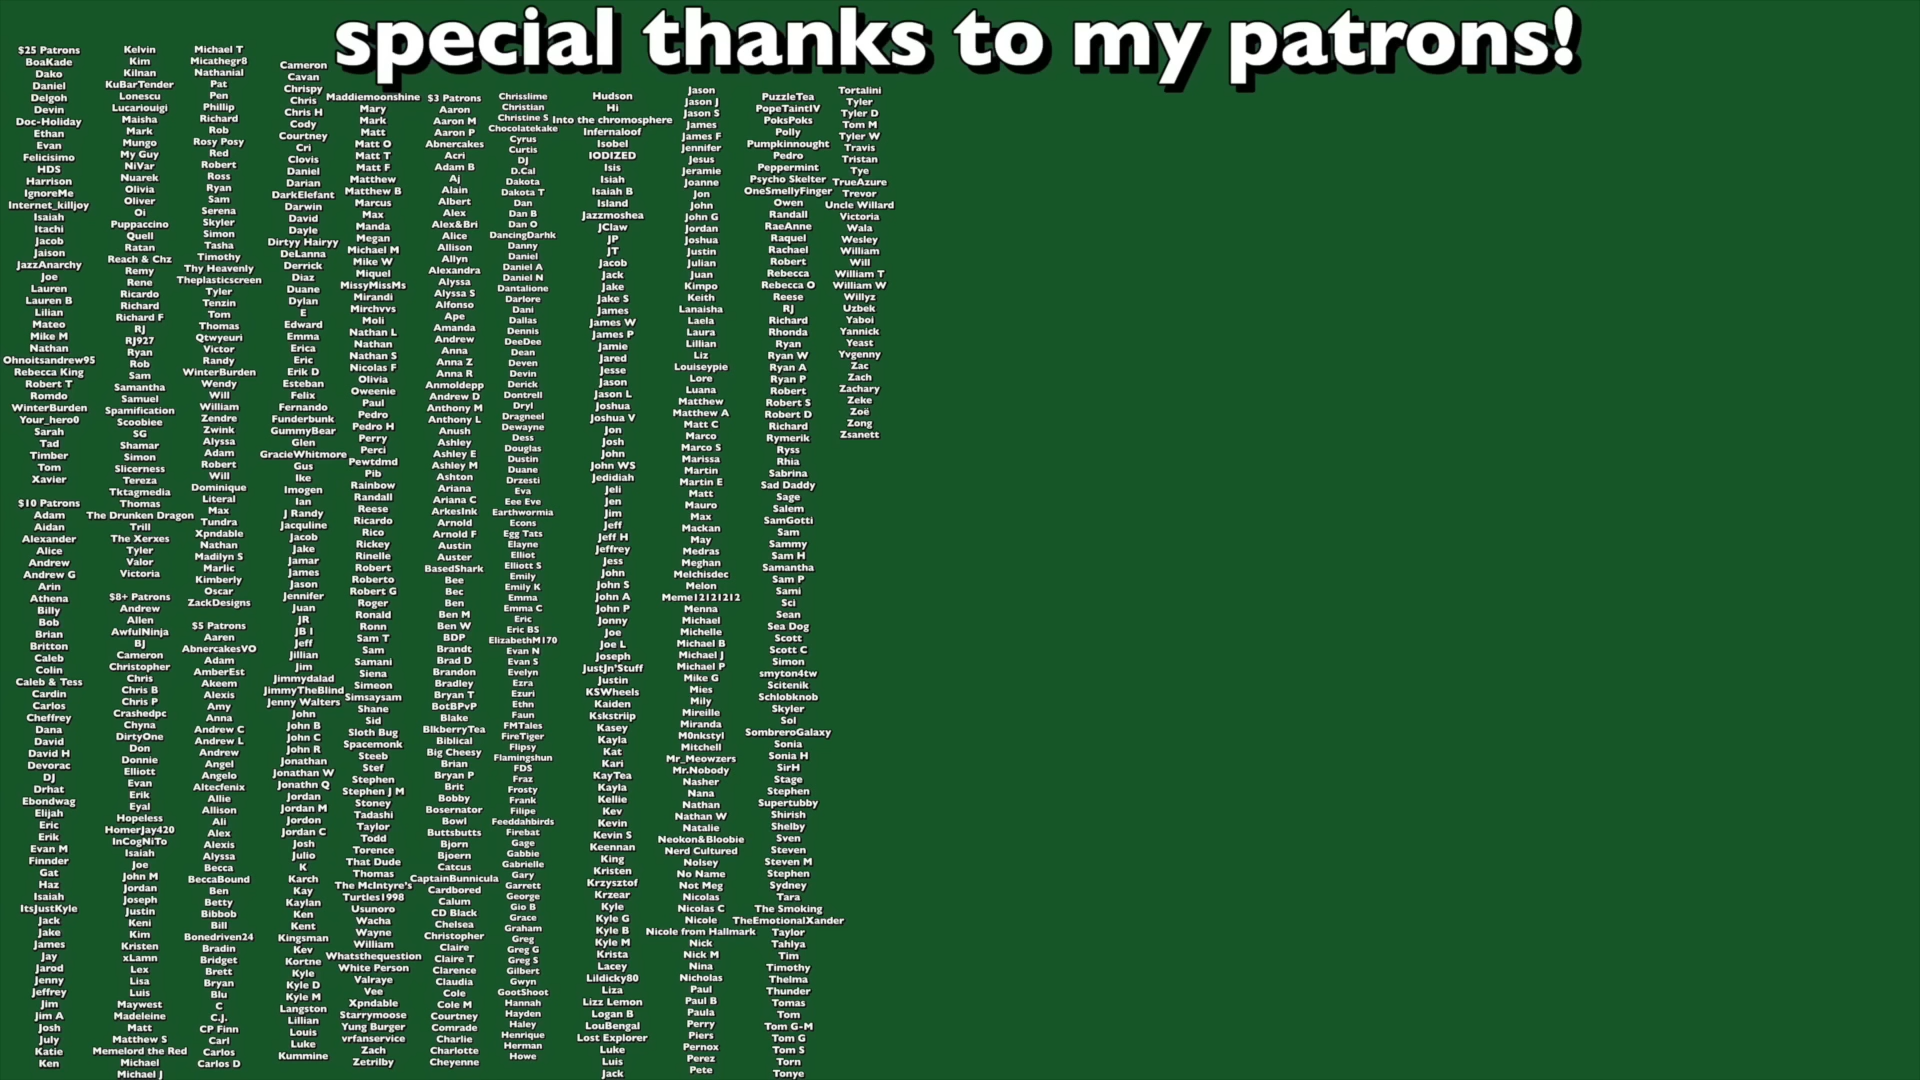 special thanks to my patrons!
$25 Patrons
BoaKade
Dako
Daniel
Delgoh
Devin
Doc-Holiday
Ethan
Evan
Felicisimo
HDS
Harrison
IgnoreMe
Internet_killjoy
Isaiah
Itachi
Jacob
Jaison
JazzAnarchy
Joe
Lauren
Lauren B
Lilian
Mateo
Mike M
Nathan
Ohnoitsandrew95
Rebecca King
Robert T
Romdo
WinterBurden
Your_hero0
Sarah
Tad
Timber
Tom
Xavier
$10 Patrons
Adam
Aidan
Alexander
Alice
Andrew
Andrew G
Arin
Athena
Billy
Bob
Brian
Britton
Caleb
Colin
Caleb & Tess
Cardin
Carlos
Cheffrey
Dana
David
David H
Devorac
DJ
Drhat
Ebondwag
Elijah
Eric
Erik
Evan M
Finnder
Gat
Haz
Isaiah
ItsJustKyle
Jack
Jake
James
Jay
Jarod
Jenny
Jeffrey
Jim
Jim A
Josh
July
Katie
Ken
Kelvin
Kim
Kilnan
KuBarTender
Lonescu
Lucariouigi
Maisha
Mark
Mungo
My Guy
NiVar
Nuarek
Olivia
Oliver
Oi
Puppaccino
Quell
Ratan
Reach & Chz
Remy
Rene
Ricardo
Richard
Richard F
RJ
RJ927
Ryan
Rob
Sam
Samantha
Samuel
Spamification
Scoobiee
SG
Shamar
Simon
Slicerness
Tereza
Tktagmedia
Thomas
The Drunken Dragon
Trill
The Xerxes
Tyler
Valor
Victoria
$8+ Patrons
Andrew
Allen
AwfulNinja
BJ
Cameron
Christopher
Chris
Chris B
Chris P
Crashedpc
Chyna
DirtyOne
Don
Donnie
Elliott
Evan
Erik
Eyal
Hopeless
HomerJay420
InCogNiTo
Isaiah
Joe
John M
Jordan
Joseph
Justin
Keni
Kim
Kristen
xLamn
Lex
Lisa
Luis
Maywest
Madeleine
Matt
Matthew S
Memelord the Red
Michael
Michael J
Michael T
Micathegr8
Nathanial
Pat
Pen
Phillip
Richard
Rob
Rosy Posy
Red
Robert
Ross
Ryan
Sam
Serena
Skyler
Simon
Tasha
Timothy
Thy Heavenly
Theplasticscreen
Tyler
Tenzin
Tom
Thomas
Qtwyeuri
Victor
Randy
WinterBurden
Wendy
Will
William
Zendre
Zwink
Alyssa
Adam
Robert
Will
Dominique
Literal
Max
Tundra
Xpndable
Nathan
Madilyn S
Marlic
Kimberly
Oscar
ZackDesigns
$5 Patrons
Aaren
AbnercakesVO
Adam
AmberEst
Akeem
Alexis
Amy
Anna
Andrew C
Andrew L
Andrew
Angel
Angelo
Altecfenix
Allie
Allison
Ali
Alex
Alexis
Alyssa
Becca
BeccaBound
Ben
Betty
Bibbob
Bill
Bonedriven24
Bradin
Bridget
Brett
Bryan
Blu
C
C.J.
CP Finn
Carl
Carlos
Carlos D
Cameron
Cavan
Chrispy
Chris
Chris H
Cody
Courtney
Cri
Clovis
Daniel
Darian
DarkElefant
Darwin
David
Dayle
Dirtyy Hairyy
DeLanna
Derrick
Diaz
Duane
Dylan
E
Edward
Emma
Erica
Eric
Erik D
Esteban
Felix
Fernando
Funderbunk
GummyBear
Glen
GracieWhitmore
Gus
Ike
Imogen
Ian
J Randy
Jacquline
Jacob
Jake
Jamar
James
Jason
Jennifer
Juan
JR
JB I
Jeff
Jillian
Jim
Jimmydalad
JimmyTheBlind
Jenny Walters
John
John B
John C
John R
Jonathan
Jonathan W
Jonathn Q
Jordan
Jordan M
Jordon
Jordan C
Josh
Julio
K
Karch
Kay
Kaylan
Ken
Kent
Kingsman
Kev
Kortne
Kyle
Kyle D
Kyle M
Langston
Lillian
Louis
Luke
Kummine
Maddiemoonshine
Mary
Mark
Matt
Matt O
Matt T
Matt F
Matthew
Matthew B
Marcus
Max
Manda
Megan
Michael M
Mike W
Miquel
MissyMissMs
Mirandi
Mirchvvs
Moli
Nathan L
Nathan
Nathan S
Nicolas F
Olivia
Oweenie
Paul
Pedro
Pedro H
Perry
Perci
Pewtdmd
Pib
Rainbow
Randall
Reese
Ricardo
Rico
Rickey
Rinelle
Robert
Roberto
Robert G
Roger
Ronald
Ronn
Sam T
Sam
Samani
Siena
Simeon
Simsaysam
Shane
Sid
Sloth Bug
Spacemonk
Steeb
Stef
Stephen
Stephen J M
Stoney
Tadashi
Taylor
Todd
Torence
That Dude
Thomas
The McIntyre's
Turtles1998
Usunoro
Wacha
Wayne
William
Whatsthequestion
White Person
Valraye
Vee
Xpndable
Starrymoose
Yung Burger
vrfanservice
Zach
Zetrilby
$3 Patrons
Aaron
Aaron M
Aaron P
Abnercakes
Acri
Adam B
Aj
Alain
Albert
Alex
Alex&Bri
Alice
Allison
Allyn
Alexandra
Alyssa
Alyssa S
Alfonso
Ape
Amanda
Andrew
Anna
Anna Z
Anna R
Anmoldepp
Andrew D
Anthony M
Anthony L
Anush
Ashley
Ashley E
Ashley M
Ashton
Ariana
Ariana C
ArkesInk
Arnold
Arnold F
Austin
Auster
BasedShark
Bee
Bec
Ben
Ben M
Ben W
BDP
Brandt
Brad D
Brandon
Bradley
Bryan T
BotBPvP
Blake
BlkberryTea
Biblical
Big Cheesy
Brian
Bryan P
Brit
Bobby
Bosernator
Bowl
Buttsbutts
Bjorn
Bjoern
Catcus
CaptainBunnicula
Cardbored
Calum
CD Black
Chelsea
Christopher
Claire
Claire T
Clarence
Claudia
Cole
Cole M
Courtney
Comrade
Charlie
Charlotte
Cheyenne
Chrisslime
Christian
Christine S
Chocolatekake
Cyrus
Curtis
DJ
D.Cal
Dakota
Dakota T
Dan
Dan B
Dan O
DancingDarhk
Danny
Daniel
Daniel A
Daniel N
Dantalione
Darlore
Dani
Dallas
Dennis
DeeDee
Dean
Deven
Devin
Derick
Dontrell
Dryl
Dragneel
Dewayne
Dess
Douglas
Dustin
Duane
Drzesti
Eva
Eee Eve
Earthwormia
Econs
Egg Tats
Elayne
Elliot
Elliott S
Emily
Emily K
Emma
Emma C
Eric
Eric BS
ElizabethM170
Evan N
Evan S
Evelyn
Ezra
Ezuri
Ethn
Faun
FMTales
FireTiger
Flipsy
Flamingshun
FDS
Fraz
Frosty
Frank
Filipe
Feeddahbirds
Firebat
Gage
Gabbie
Gabrielle
Gary
Garrett
George
Gio B
Grace
Graham
Greg
Greg G
Greg S
Gilbert
Gwyn
GootShoot
Hannah
Hayden
Haley
Henrique
Herman
Howe
Hudson
Hi
Into the chromosphere
Infernaloof
Isobel
IODIZED
Isis
Isiah
Isaiah B
Island
Jazzmoshea
JClaw
JP
JT
Jacob
Jack
Jake
Jake S
James
James W
James P
Jamie
Jared
Jesse
Jason
Jason L
Joshua
Joshua V
Jon
Josh
John
John WS
Jedidiah
Jeli
Jen
Jim
Jeff
Jeff H
Jeffrey
Jess
John
John S
John A
John P
Jonny
Joe
Joe L
Joseph
JustJn'Stuff
Justin
KSWheels
Kaiden
Kskstriip
Kasey
Kayla
Kat
Kari
KayTea
Kayla
Kellie
Kev
Kevin
Kevin S
Keennan
King
Kristen
Krzysztof
Krzear
Kyle
Kyle G
Kyle B
Kyle M
Krista
Lacey
Lildicky80
Liza
Lizz Lemon
Logan B
LouBengal
Lost Explorer
Luke
Luis
Jack
Jason
Jason J
Jason S
James
James F
Jennifer
Jesus
Jeramie
Joanne
Jon
John
John G
Jordan
Joshua
Justin
Julian
Juan
Kimpo
Keith
Lanaisha
Laela
Laura
Lillian
Liz
Louiseypie
Lore
Luana
Matthew
Matthew A
Matt C
Marco
Marco S
Marissa
Martin
Martin E
Matt
Mauro
Max
Mackan
May
Medras
Meghan
Melchisdec
Melon
Meme12121212
Menna
Michael
Michelle
Michael B
Michael J
Michael P
Mike G
Mies
Mily
Mireille
Miranda
M0nkstyl
Mitchell
Mr_Meowzers
Mr.Nobody
Nasher
Nana
Nathan
Nathan W
Natalie
Neokon&Bloobie
Nerd Cultured
Nolsey
No Name
Not Meg
Nicolas
Nicolas C
Nicole
Nicole from Hallmark
Nick
Nick M
Nina
Nicholas
Paul
Paul B
Paula
Perry
Piers
Pernox
Perez
Pete
PuzzleTea
PopeTaintIV
PoksPoks
Polly
Pumpkinnought
Pedro
Peppermint
Psycho Skelter
OneSmellyFinger
Owen
Randall
RaeAnne
Raquel
Rachael
Robert
Rebecca
Rebecca O
Reese
RJ
Richard
Rhonda
Ryan
Ryan W
Ryan A
Ryan P
Robert
Robert S
Robert D
Richard
Rymerik
Ryss
Rhia
Sabrina
Sad Daddy
Sage
Salem
SamGotti
Sam
Sammy
Sam H
Samantha
Sam P
Sami
Sci
Sean
Sea Dog
Scott
Scott C
Simon
smyton4tw
Scitenik
Schlobknob
Skyler
Sol
SombreroGalaxy
Sonia
Sonia H
SirH
Stage
Stephen
Supertubby
Shirish
Shelby
Sven
Steven
Steven M
Stephen
Sydney
Tara
The Smoking
TheEmotionalXander
Taylor
Tahlya
Tim
Timothy
Thelma
Thunder
Tomas
Tom
Tom G-M
Tom G
Tom S
Torn
Tonye
Tortalini
Tyler
Tyler D
Tom M
Tyler W
Travis
Tristan
Tye
TrueAzure
Trevor
Uncle Willard
Victoria
Wala
Wesley
William
Will
William T
William W
Willyz
Uzbek
Yaboi
Yannick
Yeast
Yvgenny
Zac
Zach
Zachary
Zeke
Zoë
Zong
Zsanett